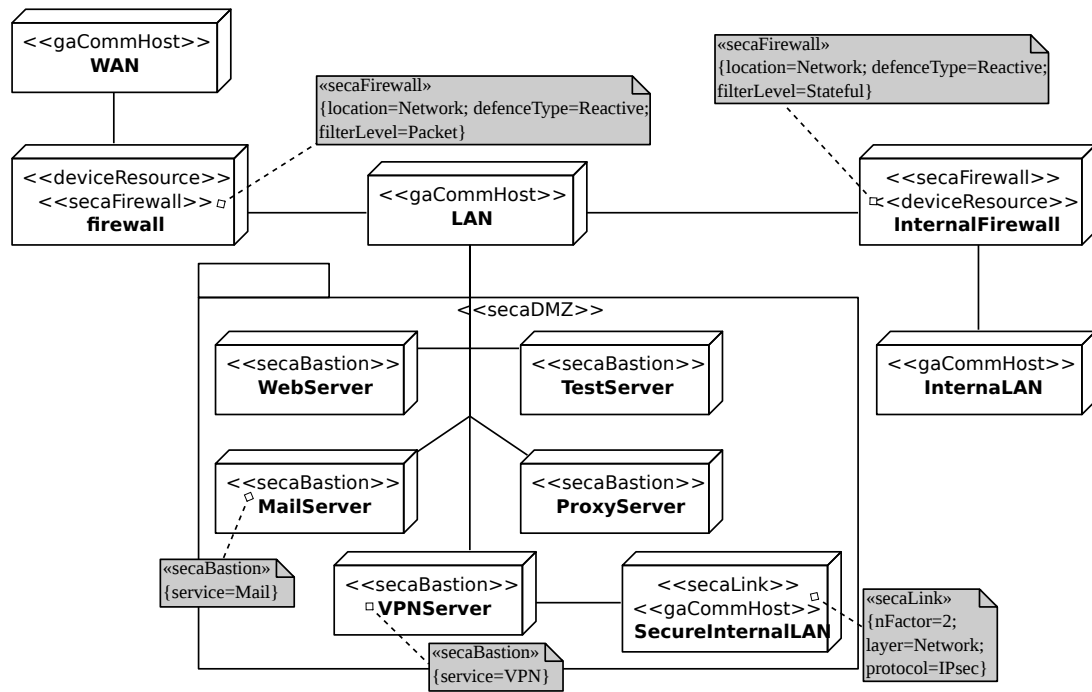 <<gaCommHost>>
WAN
«secaFirewall»
{location=Network; defenceType=Reactive;
filterLevel=Packet}
«secaFirewall»
{location=Network; defenceType=Reactive;
filterLevel=Stateful}
<<deviceResource>>
<<secaFirewall>>
firewall
<<gaCommHost>>
LAN
<<secaFirewall>>
<<deviceResource>>
InternalFirewall
<<secaDMZ>>
<<secaBastion>>
WebServer
<<secaBastion>>
TestServer
<<gaCommHost>>
InternaLAN
<<secaBastion>>
MailServer
<<secaBastion>>
ProxyServer
«secaBastion»
{service=Mail}
<<secaBastion>>
VPNServer
<<secaLink>>
<<gaCommHost>>
SecureInternalLAN
«secaLink»
{nFactor=2;
layer=Network;
protocol=IPsec}
«secaBastion»
{service=VPN}